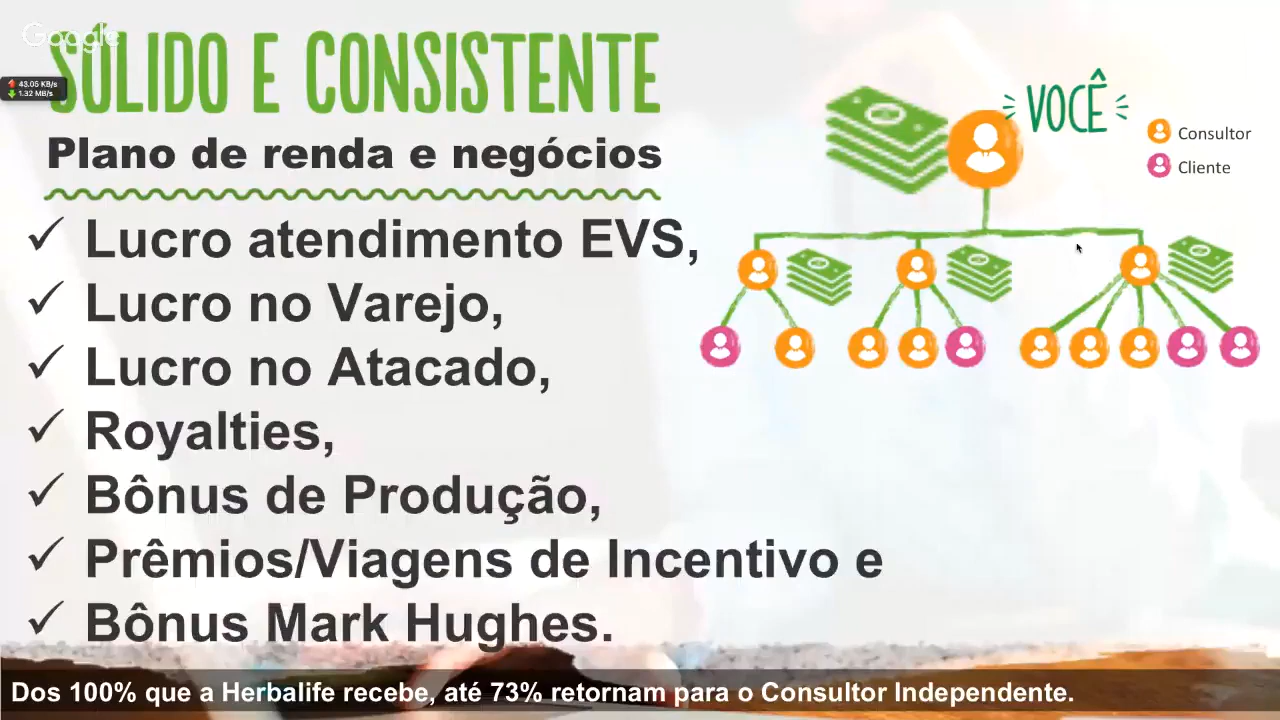 Google
SÓLIDO E CONSISTENTE
43.05 KB/s
1.32 MB/s
Plano de renda e negócios
VOCÊ
Consultor
Cliente
✓ Lucro atendimento EVS,
✓ Lucro no Varejo,
✓ Lucro no Atacado,
✓ Royalties,
✓ Bônus de Produção,
✓ Prêmios/Viagens de Incentivo e
✓ Bônus Mark Hughes.
Dos 100% que a Herbalife recebe, até 73% retornam para o Consultor Independente.